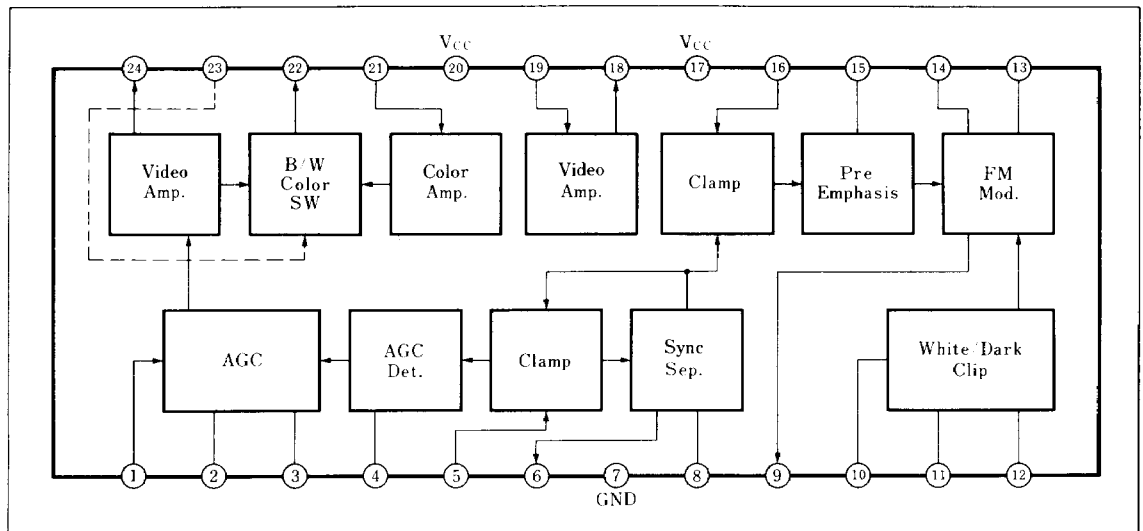 VCC VCC
24 23 22 21 20 19 18 17 16 15 14 13
Video
Amp.
B/W
Color
SW
Color
Amp.
Video
Amp.
Clamp
Pre
Emphasis
FM
Mod.
AGC
AGC
Det.
Clamp
Sync
Sep.
White/Dark
Clip
1 2 3 4 5 6 7 8 9 10 11 12
GND